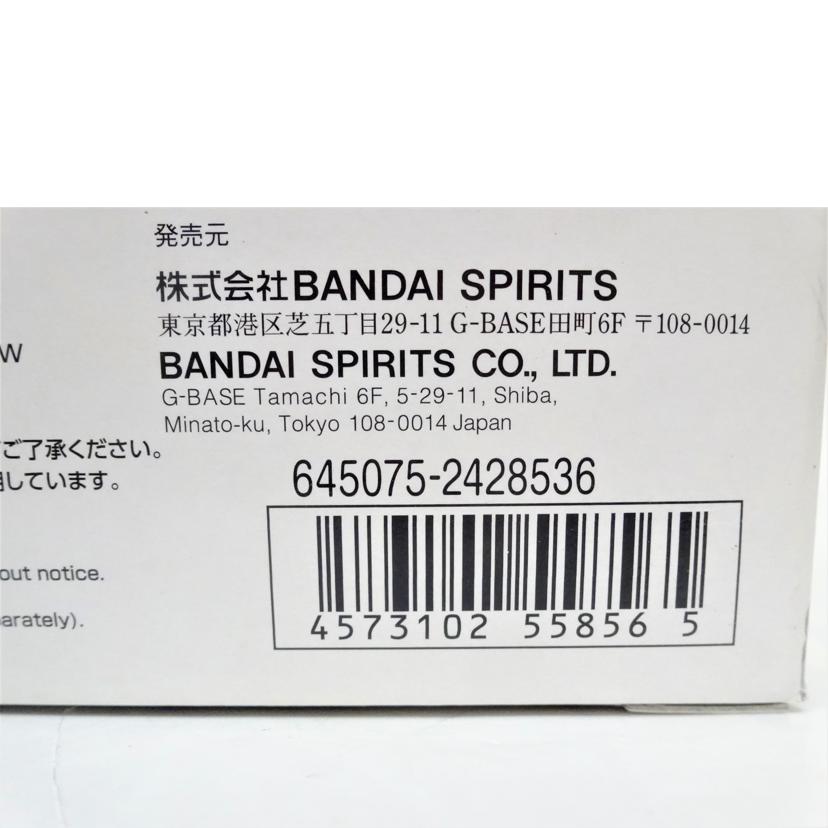 発売元
株式会社BANDAI SPIRITS
東京都港区芝五丁目29-11 G-BASE田町6F 〒108-0014
W
BANDAI SPIRITS CO., LTD.
G-BASE Tamachi 6F, 5-29-11, Shiba,
Minato-ku, Tokyo 108-0014 Japan
ご了承ください。
しています。
645075-2428536
out notice.
arately).
4573102 558565